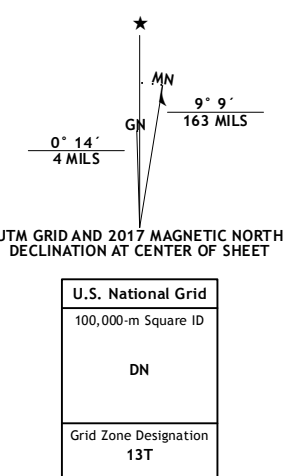 ★
MN
GN
9° 9´
163 MILS
0° 14´
4 MILS
UTM GRID AND 2017 MAGNETIC NORTH
DECLINATION AT CENTER OF SHEET
U.S. National Grid
100,000-m Square ID
DN
Grid Zone Designation
13T